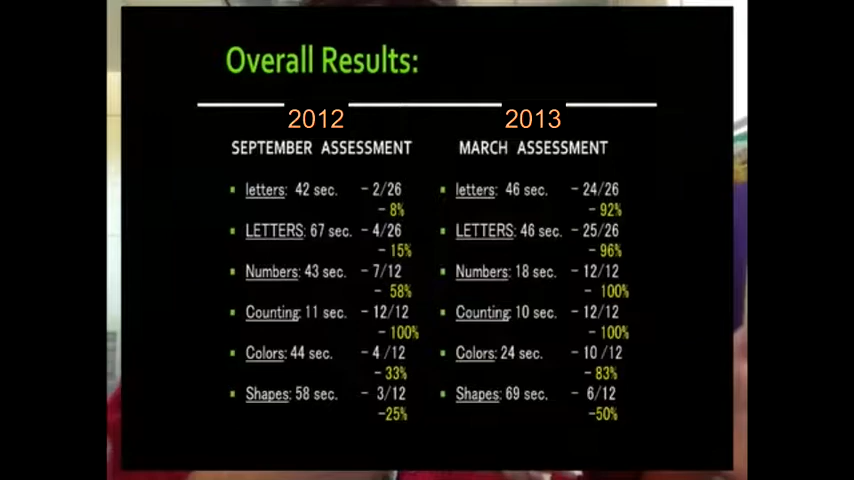 Overall Results:
2012
SEPTEMBER ASSESSMENT
letters: 42 sec. - 2/26
- 8%
LETTERS: 67 sec. - 4/26
- 15%
Numbers: 43 sec. - 7/12
- 58%
Counting: 11 sec. - 12/12
- 100%
Colors: 44 sec. - 4 /12
- 33%
Shapes: 58 sec. - 3/12
-25%
2013
MARCH ASSESSMENT
letters: 46 sec. - 24/26
- 92%
LETTERS: 46 sec. - 25/26
- 96%
Numbers: 18 sec. - 12/12
- 100%
Counting: 10 sec. - 12/12
- 100%
Colors: 24 sec. - 10 /12
- 83%
Shapes: 69 sec. - 6/12
-50%